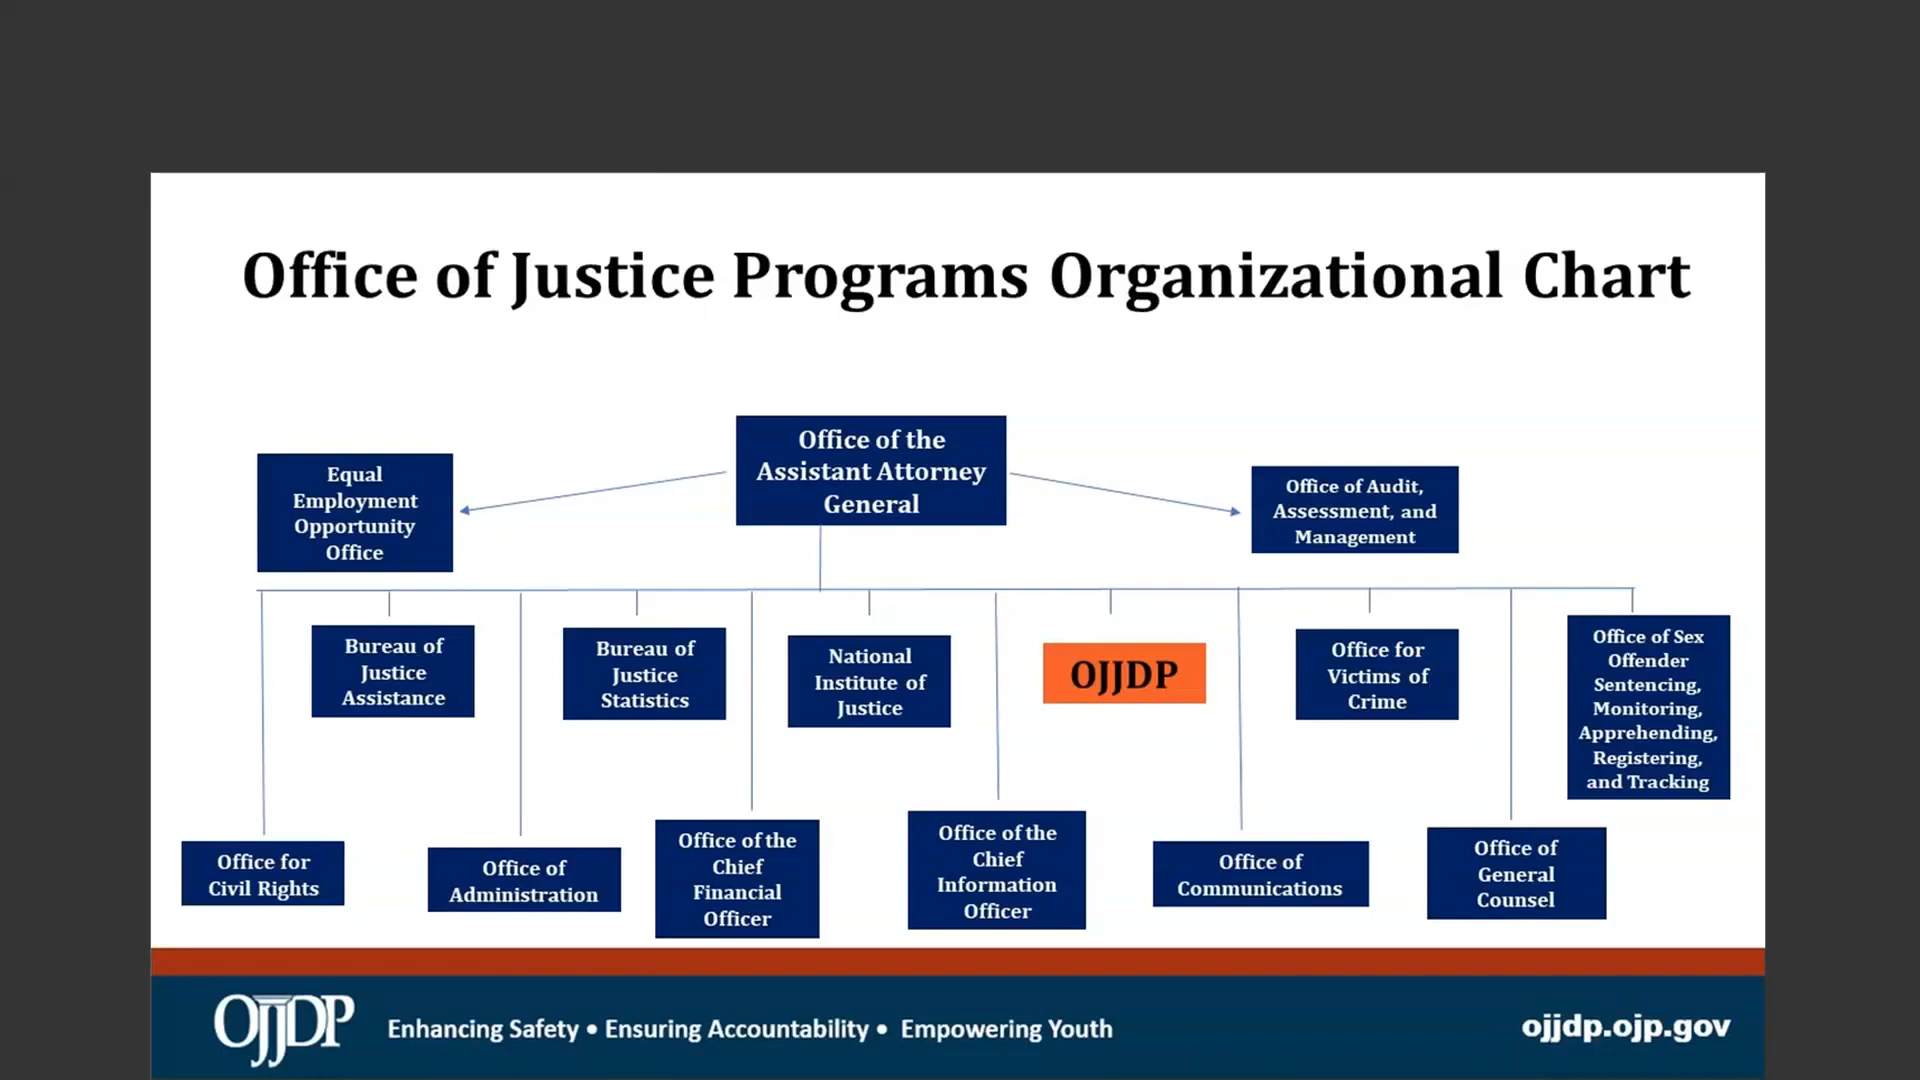 Office of Justice Programs Organizational Chart
Office of the
Assistant Attorney
General
Equal
Employment
Opportunity
Office
Office of Audit,
Assessment, and
Management
Bureau of
Justice
Assistance
Bureau of
Justice
Statistics
National
Institute of
Justice
OJJDP
Office for
Victims of
Crime
Office of Sex
Offender
Sentencing,
Monitoring,
Apprehending,
Registering,
and Tracking
Office for
Civil Rights
Office of
Administration
Office of the
Chief
Financial
Officer
Office of the
Chief
Information
Officer
Office of
Communications
Office of
General
Counsel
OJJDP
Enhancing Safety • Ensuring Accountability • Empowering Youth
ojjdp.ojp.gov